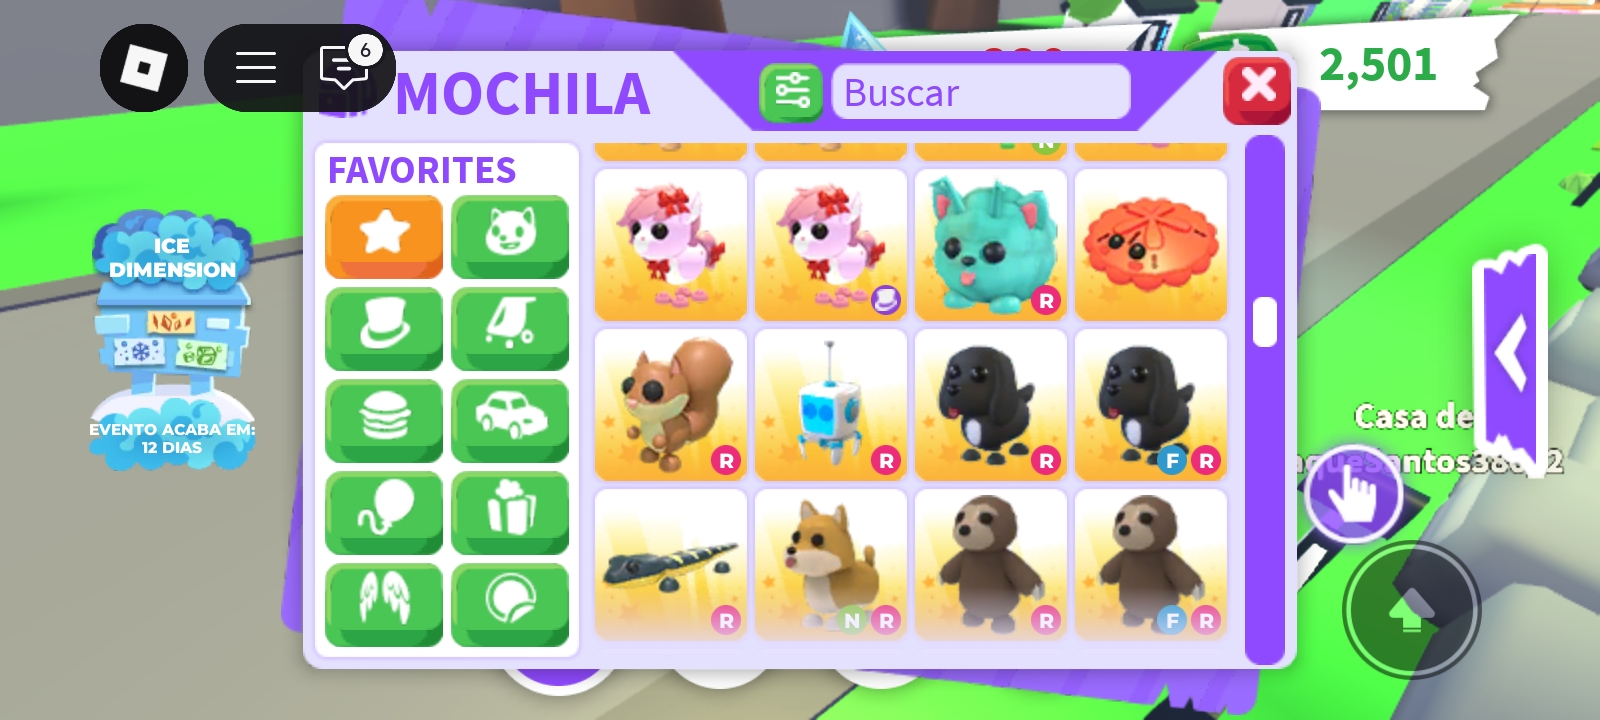 6
MOCHILA
Buscar
2,501
FAVORITES
N
ICE
DIMENSION
R
R
R
R
F
R
EVENTO ACABA EM:
12 DIAS
Casa de
R
N
R
R
F
R